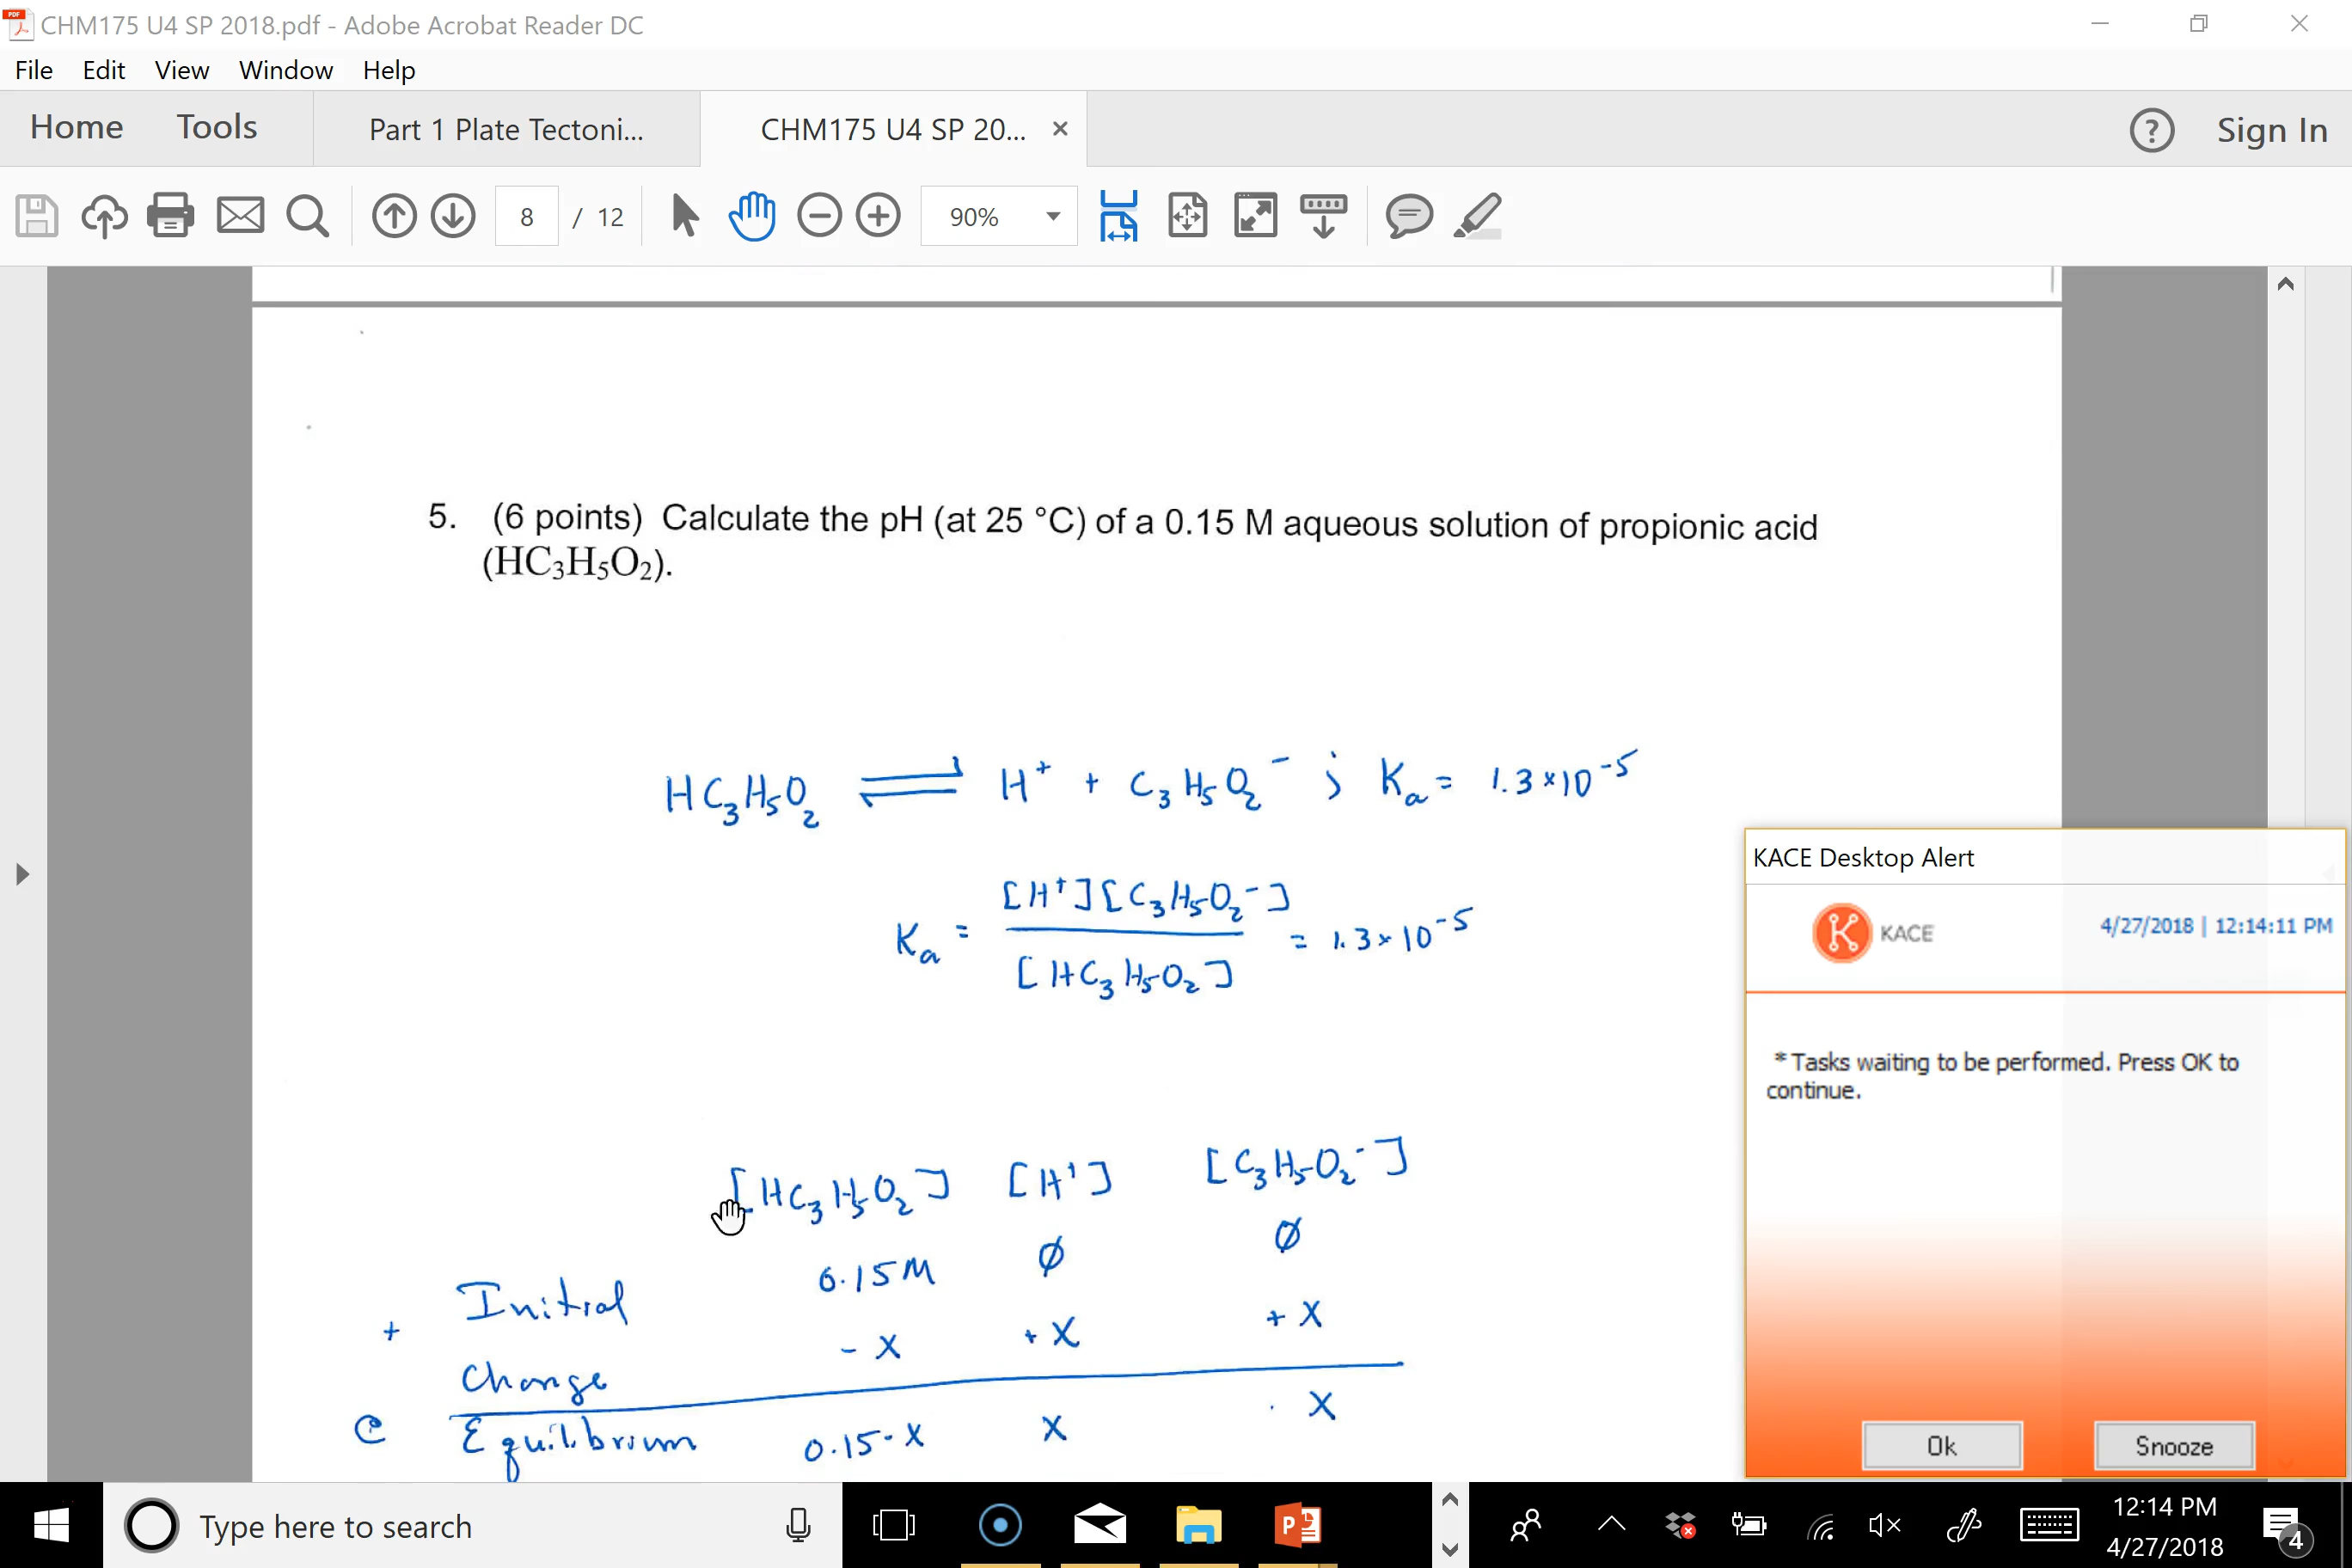 CHM175 U4 SP 2018.pdf - Adobe Acrobat Reader DC
File Edit View Window Help
Home Tools Part 1 Plate Tectoni... CHM175 U4 SP 20... × ? Sign In
8 / 12 90%
5. (6 points) Calculate the pH (at 25 °C) of a 0.15 M aqueous solution of propionic acid
(HC₃H₅O₂).
HC₃H₅O₂ ⇌ H⁺ + C₃H₅O₂⁻ ; Kₐ = 1.3×10⁻⁵
[H⁺][C₃H₅O₂⁻]
Kₐ = = 1.3×10⁻⁵
[HC₃H₅O₂]
[HC₃H₅O₂] [H⁺] [C₃H₅O₂⁻]
Initial 0.15M ∅ ∅
+ Change - X + X + X
@ Equilibrium 0.15-X X X
KACE Desktop Alert
KACE 4/27/2018 | 12:14:11 PM
*Tasks waiting to be performed. Press OK to
continue.
Ok Snooze
Type here to search
12:14 PM
4/27/2018
4